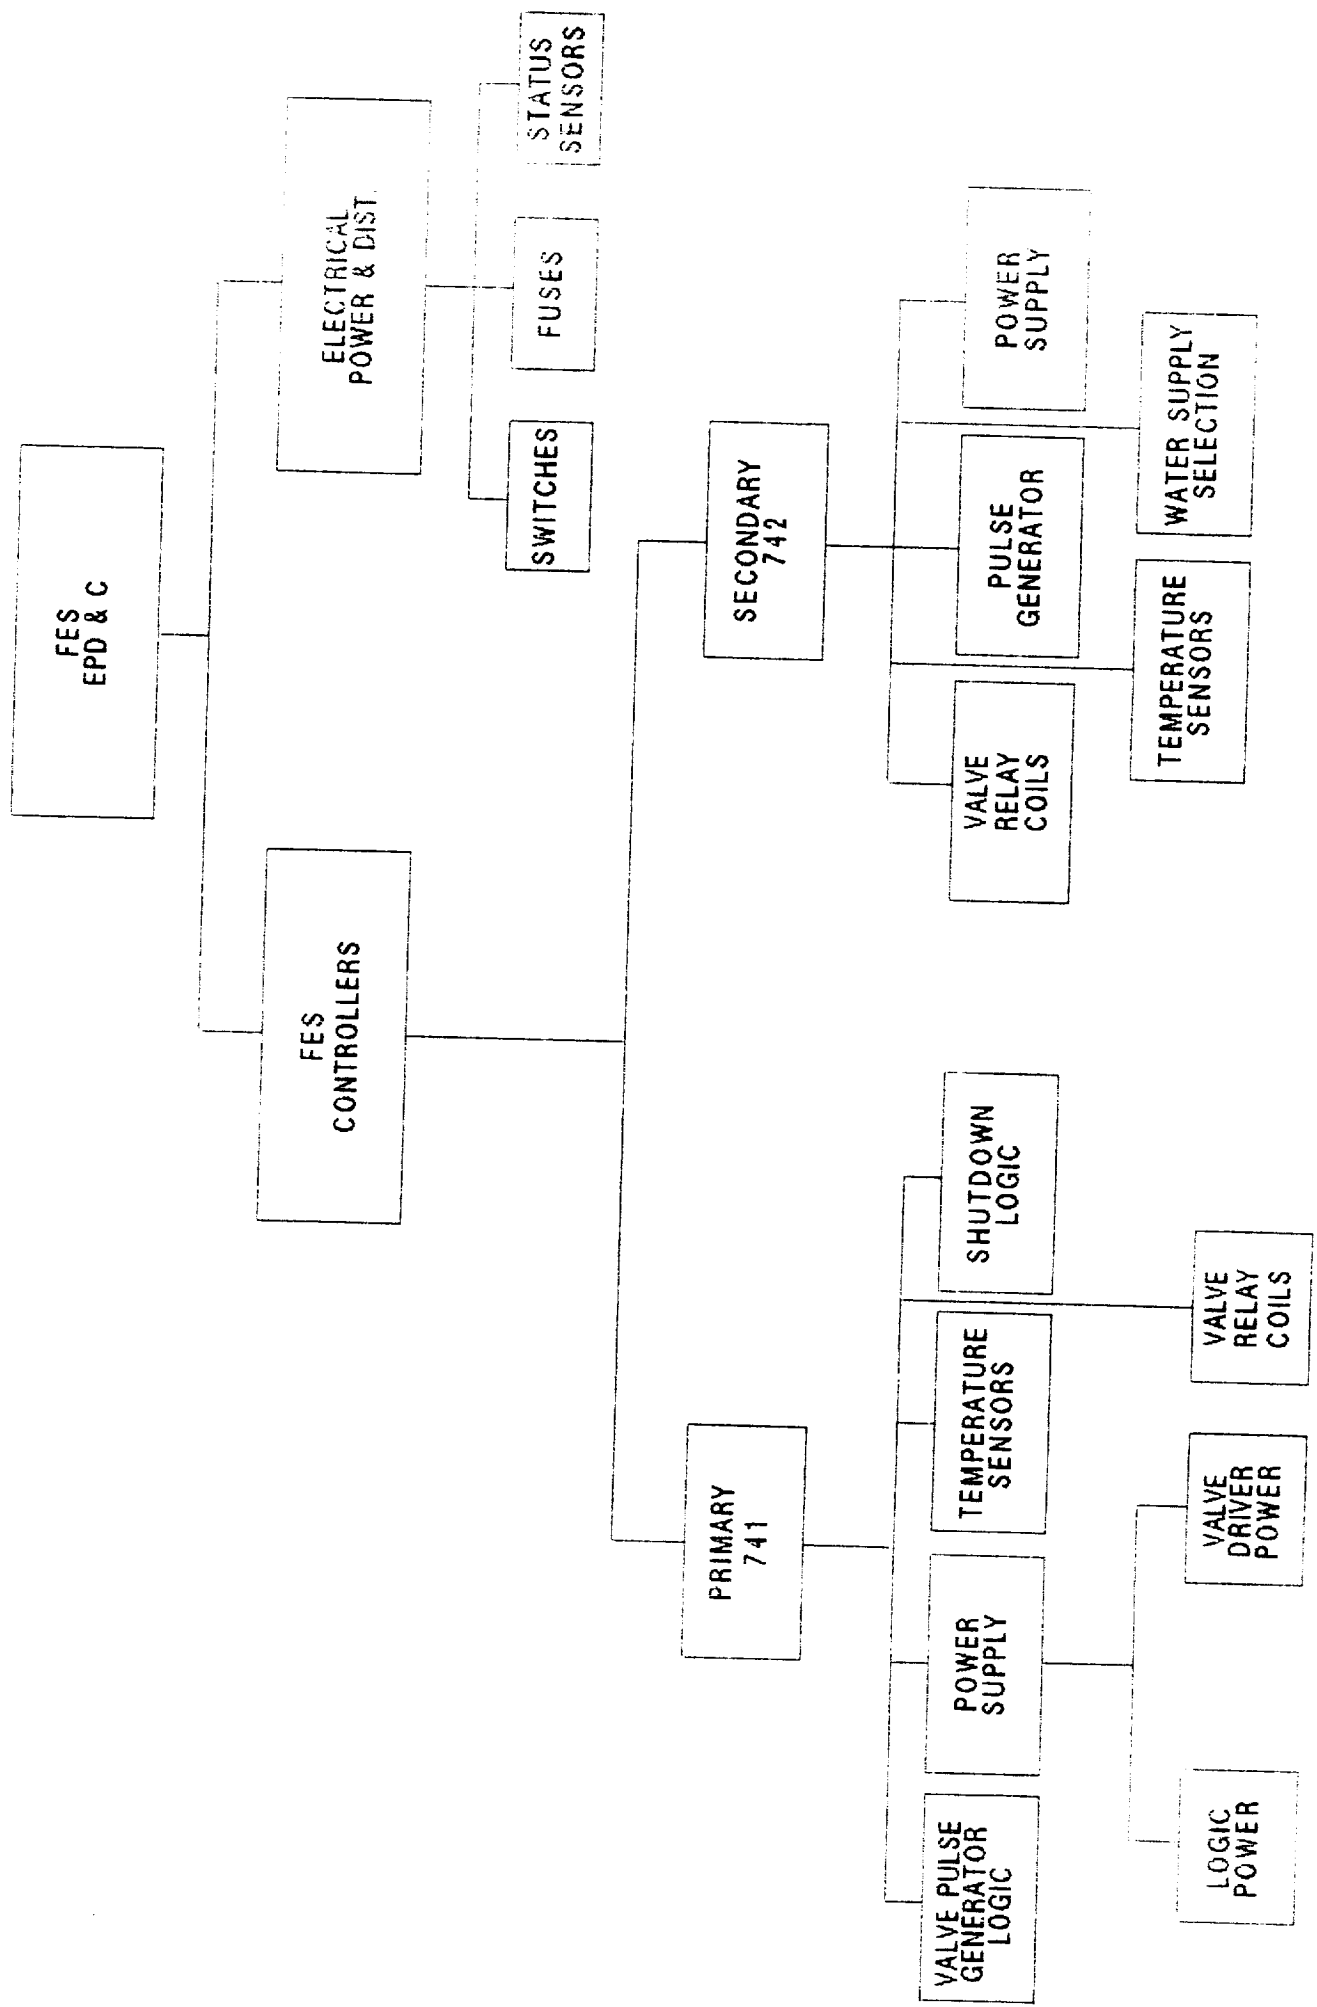 FES
EPD & C
FES
CONTROLLERS
ELECTRICAL
POWER & DIST.
SWITCHES
FUSES
STATUS
SENSORS
PRIMARY
741
SECONDARY
742
VALVE PULSE
GENERATOR
LOGIC
POWER
SUPPLY
TEMPERATURE
SENSORS
SHUTDOWN
LOGIC
LOGIC
POWER
VALVE
DRIVER
POWER
VALVE
RELAY
COILS
VALVE
RELAY
COILS
PULSE
GENERATOR
POWER
SUPPLY
TEMPERATURE
SENSORS
WATER SUPPLY
SELECTION